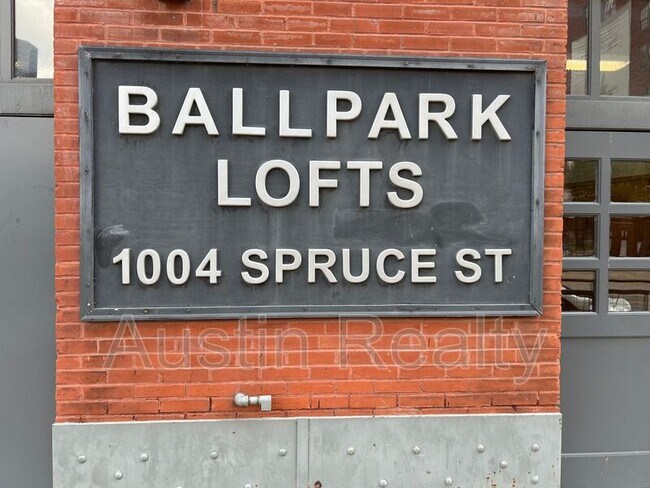 BALLPARK
LOFTS
1004 SPRUCE ST
Austin Realty